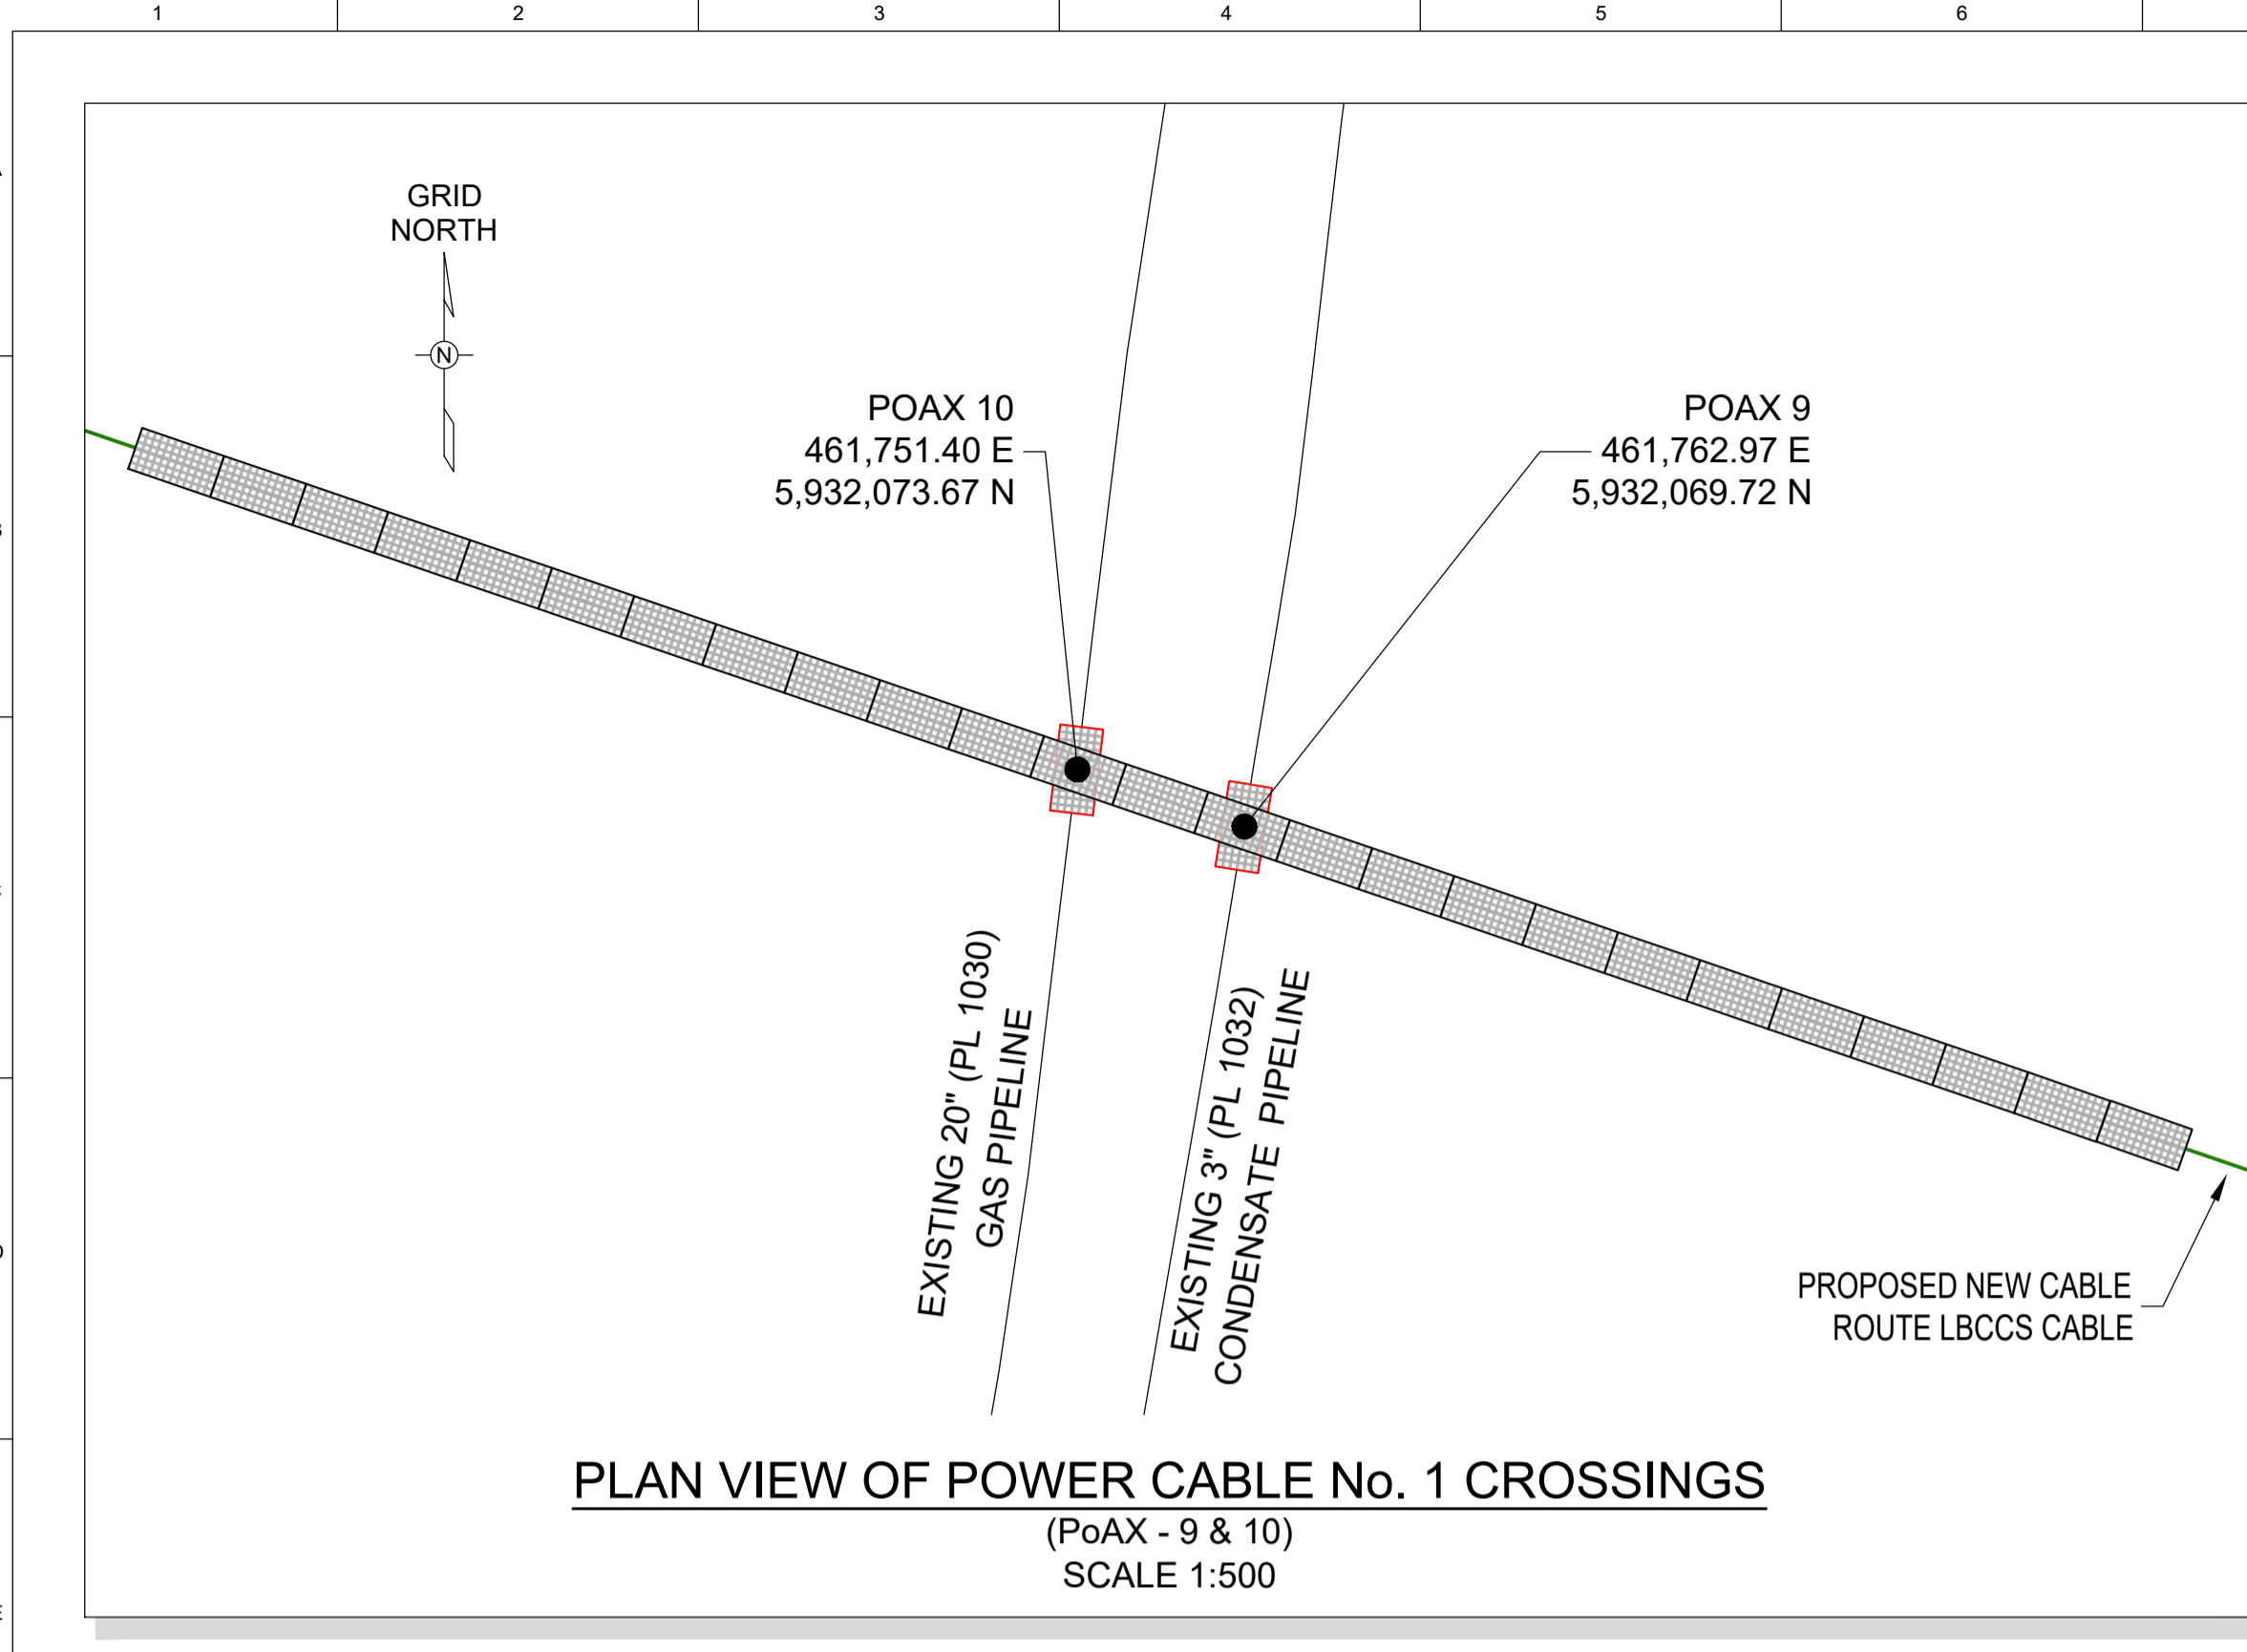 1
2
3
4
5
6
GRID
NORTH
N
POAX 10
461,751.40 E
5,932,073.67 N
POAX 9
461,762.97 E
5,932,069.72 N
EXISTING 20" (PL 1030)
GAS PIPELINE
EXISTING 3" (PL 1032)
CONDENSATE PIPELINE
PROPOSED NEW CABLE
ROUTE LBCCS CABLE
PLAN VIEW OF POWER CABLE No. 1 CROSSINGS
(PoAX - 9 & 10)
SCALE 1:500